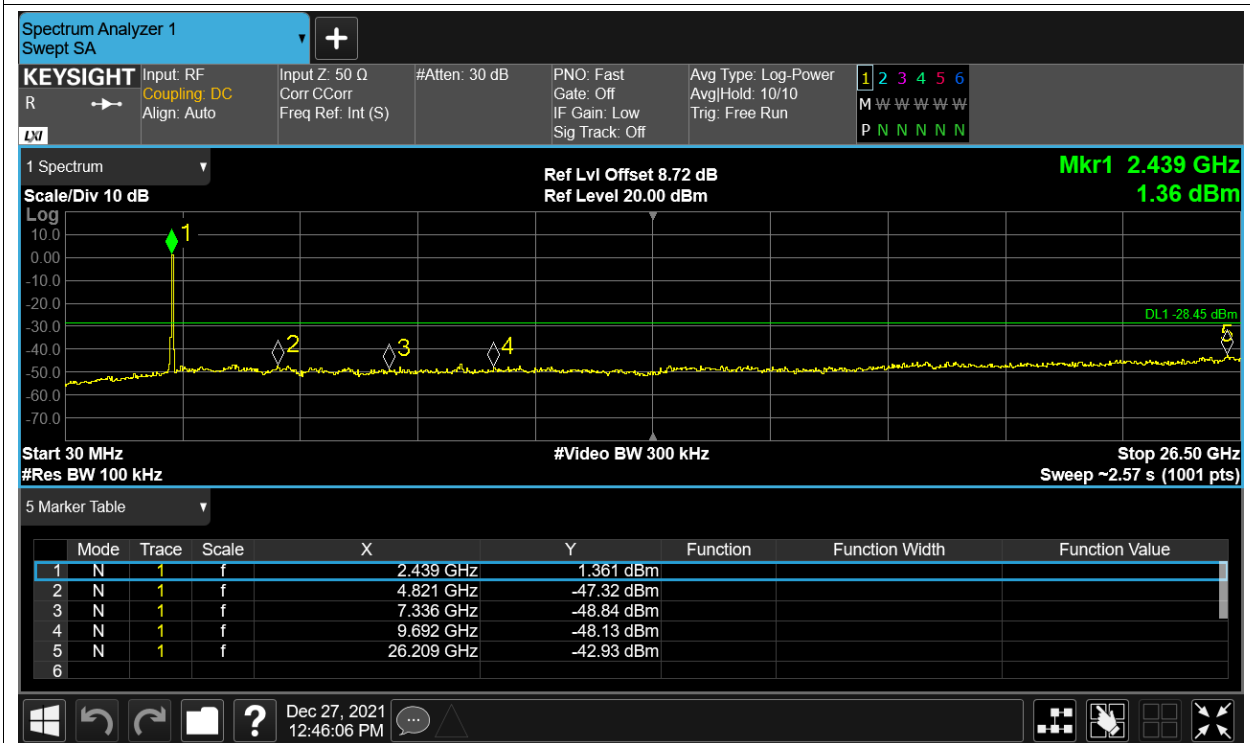 Spectrum Analyzer 1
Swept SA
KEYSIGHT Input: RF Input Z: 50 Ω #Atten: 30 dB PNO: Fast Avg Type: Log-Power 1 2 3 4 5 6
R Coupling: DC Corr CCorr Gate: Off Avg|Hold: 10/10 M W W W W W
Align: Auto Freq Ref: Int (S) IF Gain: Low Trig: Free Run
LXI Sig Track: Off P N N N N N
1 Spectrum Ref Lvl Offset 8.72 dB Mkr1 2.439 GHz
Scale/Div 10 dB Ref Level 20.00 dBm 1.36 dBm
Log
10.0 1
0.00
-10.0
-20.0
DL1 -28.45 dBm
-30.0
-40.0 2 3 4 5
-50.0
-60.0
-70.0
Start 30 MHz #Video BW 300 kHz Stop 26.50 GHz
#Res BW 100 kHz Sweep ~2.57 s (1001 pts)
5 Marker Table
Mode Trace Scale X Y Function Function Width Function Value
1 N 1 f 2.439 GHz 1.361 dBm
2 N 1 f 4.821 GHz -47.32 dBm
3 N 1 f 7.336 GHz -48.84 dBm
4 N 1 f 9.692 GHz -48.13 dBm
5 N 1 f 26.209 GHz -42.93 dBm
6
? Dec 27, 2021
12:46:06 PM